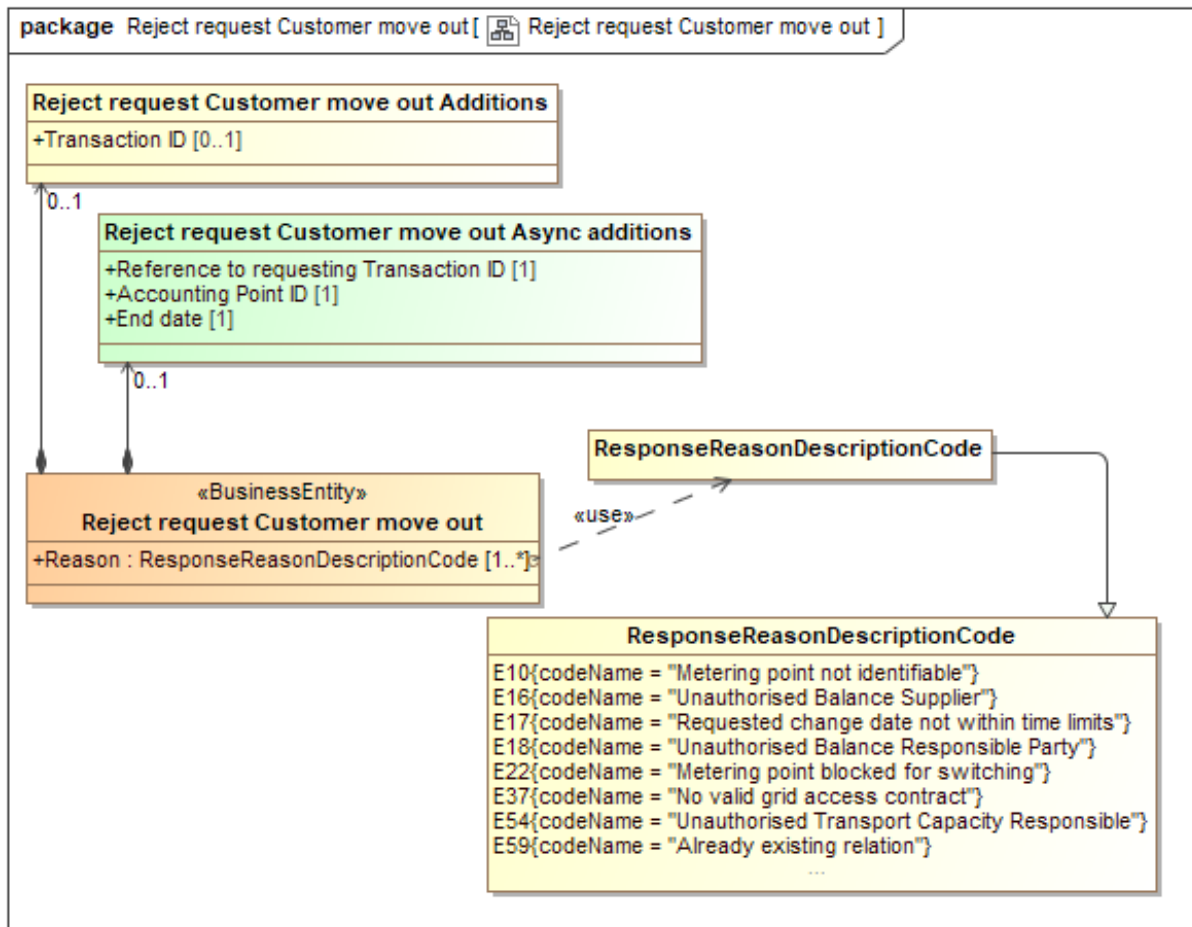 package Reject request Customer move out [ Reject request Customer move out ]
Reject request Customer move out Additions
+Transaction ID [0..1]
0..1
Reject request Customer move out Async additions
+Reference to requesting Transaction ID [1]
+Accounting Point ID [1]
+End date [1]
0..1
ResponseReasonDescriptionCode
«BusinessEntity»
Reject request Customer move out
+Reason : ResponseReasonDescriptionCode [1..*]
«use»
ResponseReasonDescriptionCode
E10{codeName = "Metering point not identifiable"}
E16{codeName = "Unauthorised Balance Supplier"}
E17{codeName = "Requested change date not within time limits"}
E18{codeName = "Unauthorised Balance Responsible Party"}
E22{codeName = "Metering point blocked for switching"}
E37{codeName = "No valid grid access contract"}
E54{codeName = "Unauthorised Transport Capacity Responsible"}
E59{codeName = "Already existing relation"}
...